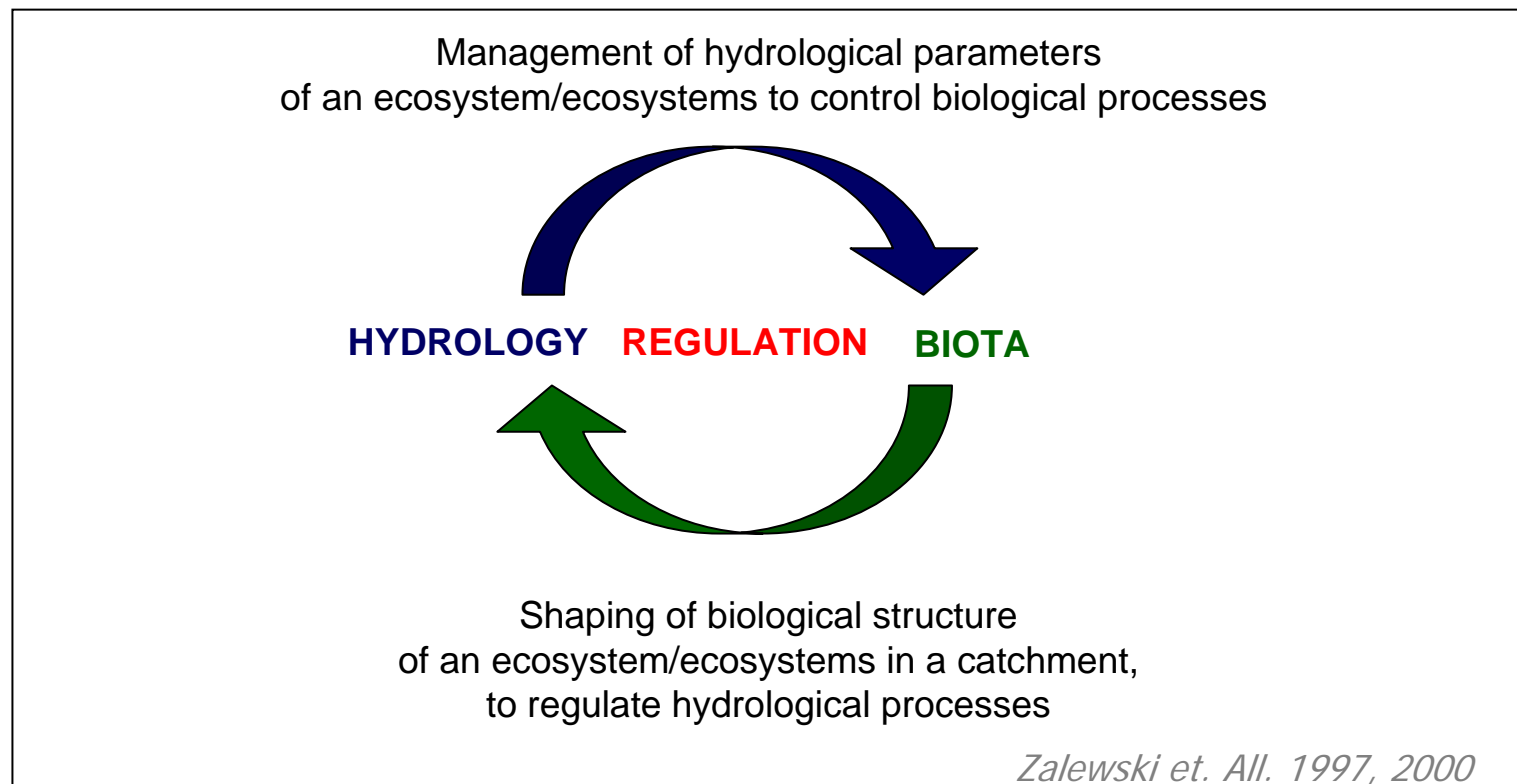 Management of hydrological parameters
of an ecosystem/ecosystems to control biological processes
HYDROLOGY REGULATION BIOTA
Shaping of biological structure
of an ecosystem/ecosystems in a catchment,
to regulate hydrological processes
Zalewski et. All. 1997, 2000